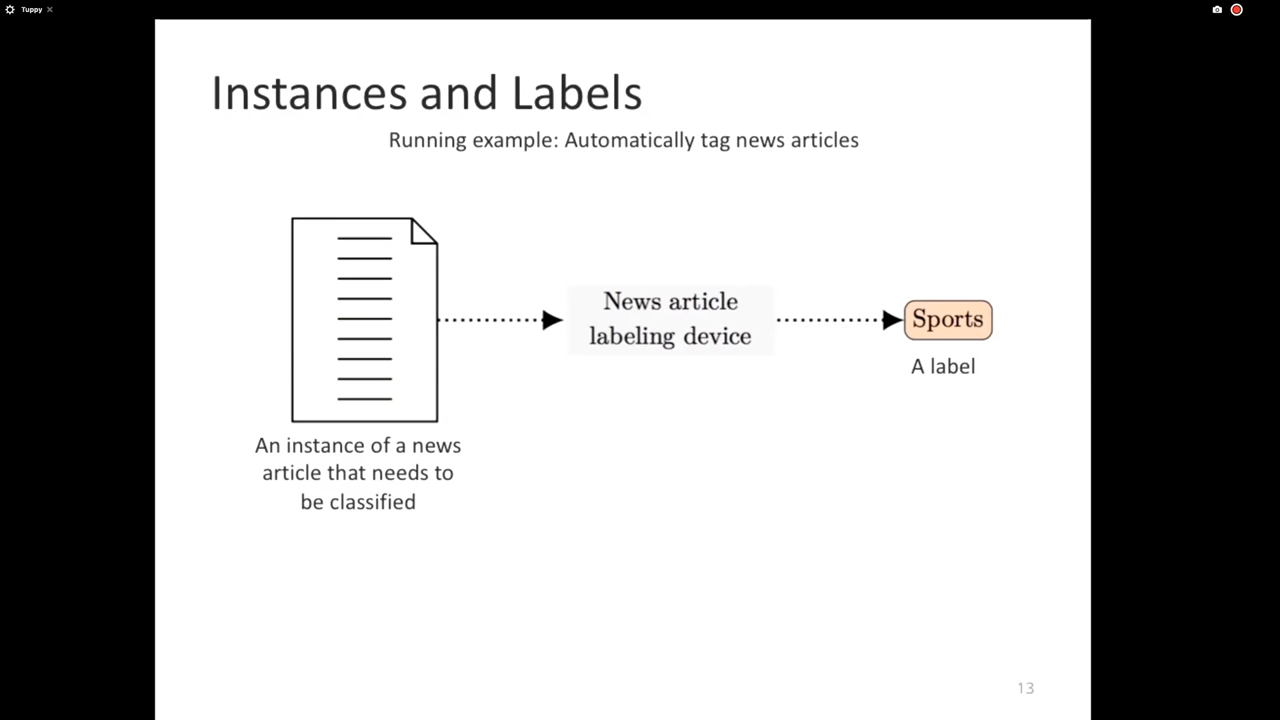 Tuppy
Instances and Labels
Running example: Automatically tag news articles
News article
labeling device
Sports
A label
An instance of a news
article that needs to
be classified
13